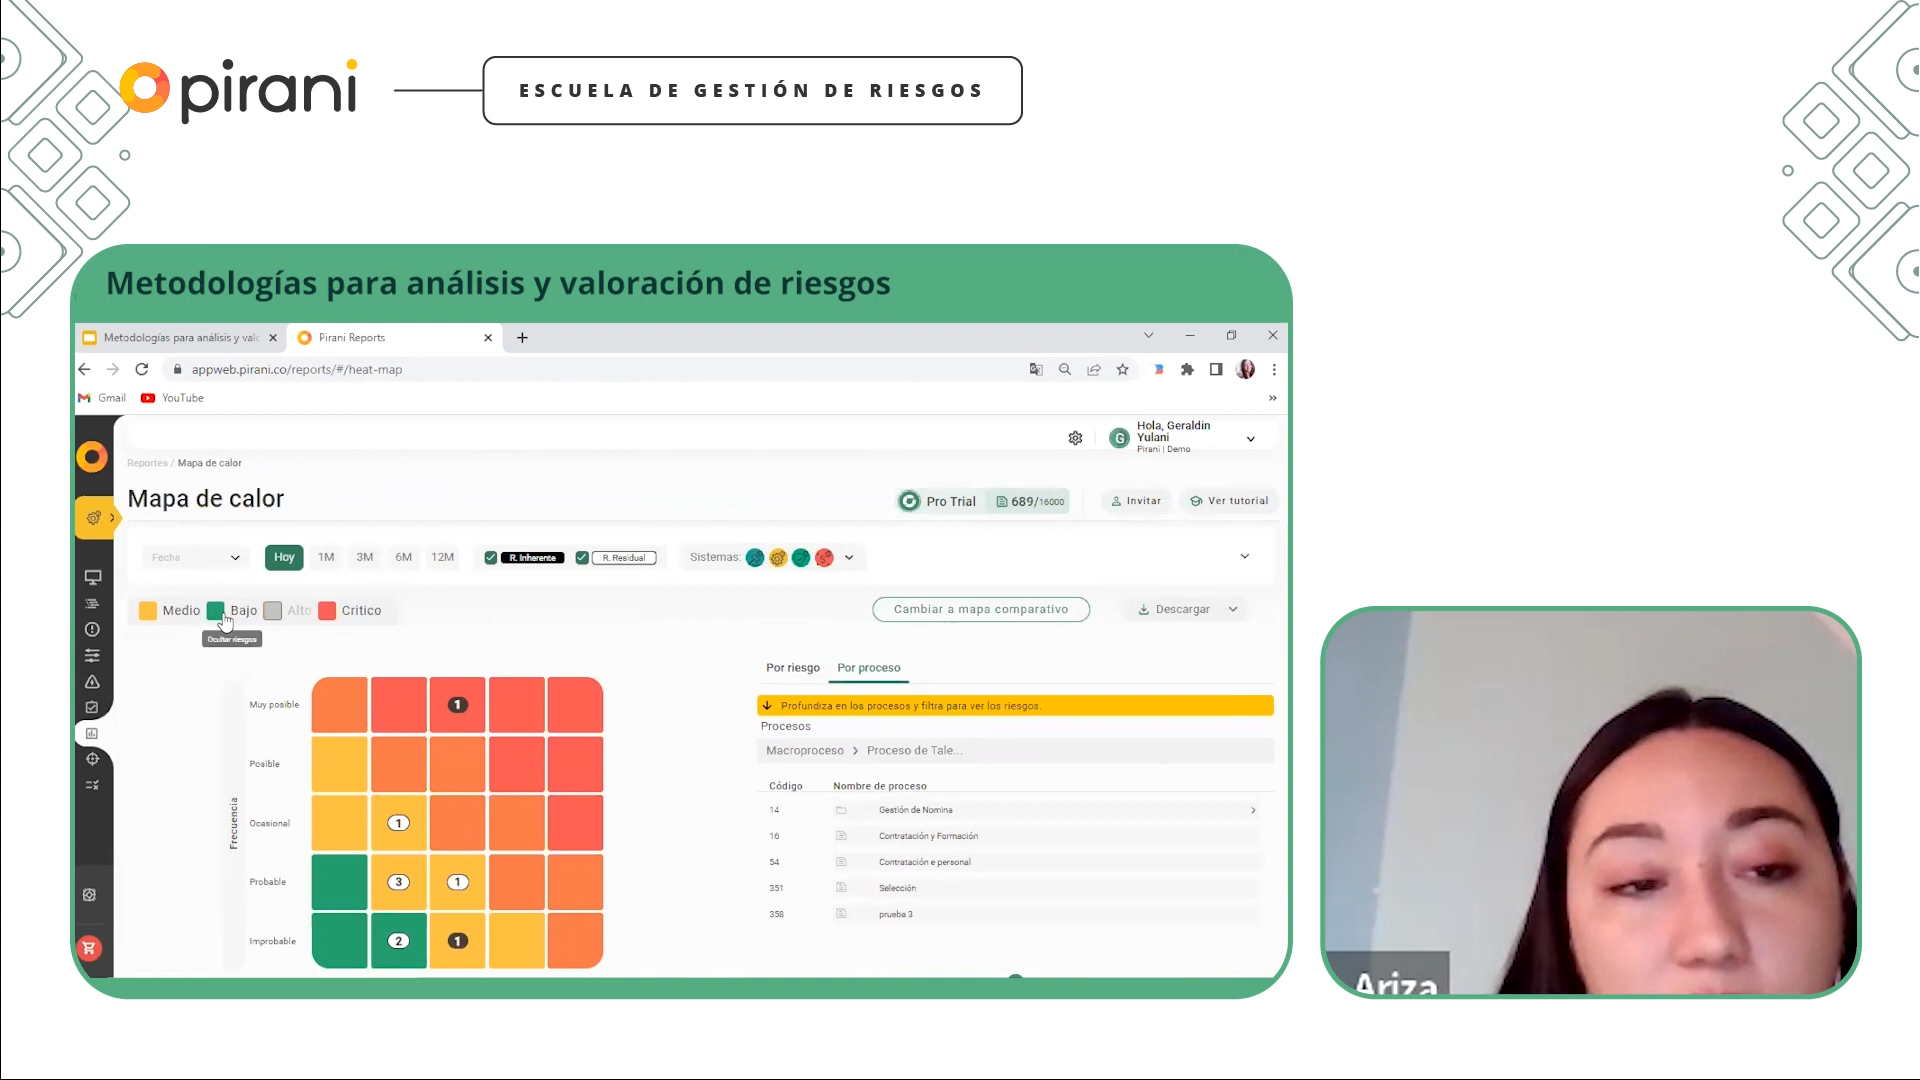 pirani
ESCUELA DE GESTIÓN DE RIESGOS
Metodologías para análisis y valoración de riesgos
Metodologías para análisis y valo
Pirani Reports
appweb.pirani.co/reports/#/heat-map
Gmail
YouTube
G
Hola, Geraldin
Yulani
Pirani | Demo
Reportes / Mapa de calor
Mapa de calor
Pro Trial
689/16000
Invitar
Ver tutorial
Fecha
Hoy
1M
3M
6M
12M
R. Inherente
R. Residual
Sistemas:
Medio
Bajo
Alto
Critico
Ocultar riesgos
Cambiar a mapa comparativo
Descargar
Por riesgo
Por proceso
Profundiza en los procesos y filtra para ver los riesgos.
Procesos
Macroproceso > Proceso de Tale...
Código Nombre de proceso
14 Gestión de Nomina
16 Contratación y Formación
54 Contratación e personal
351 Selección
358 prueba 3
Frecuencia
Muy posible 1
Posible
Ocasional 1
Probable 3 1
Improbable 2 1
Ariza